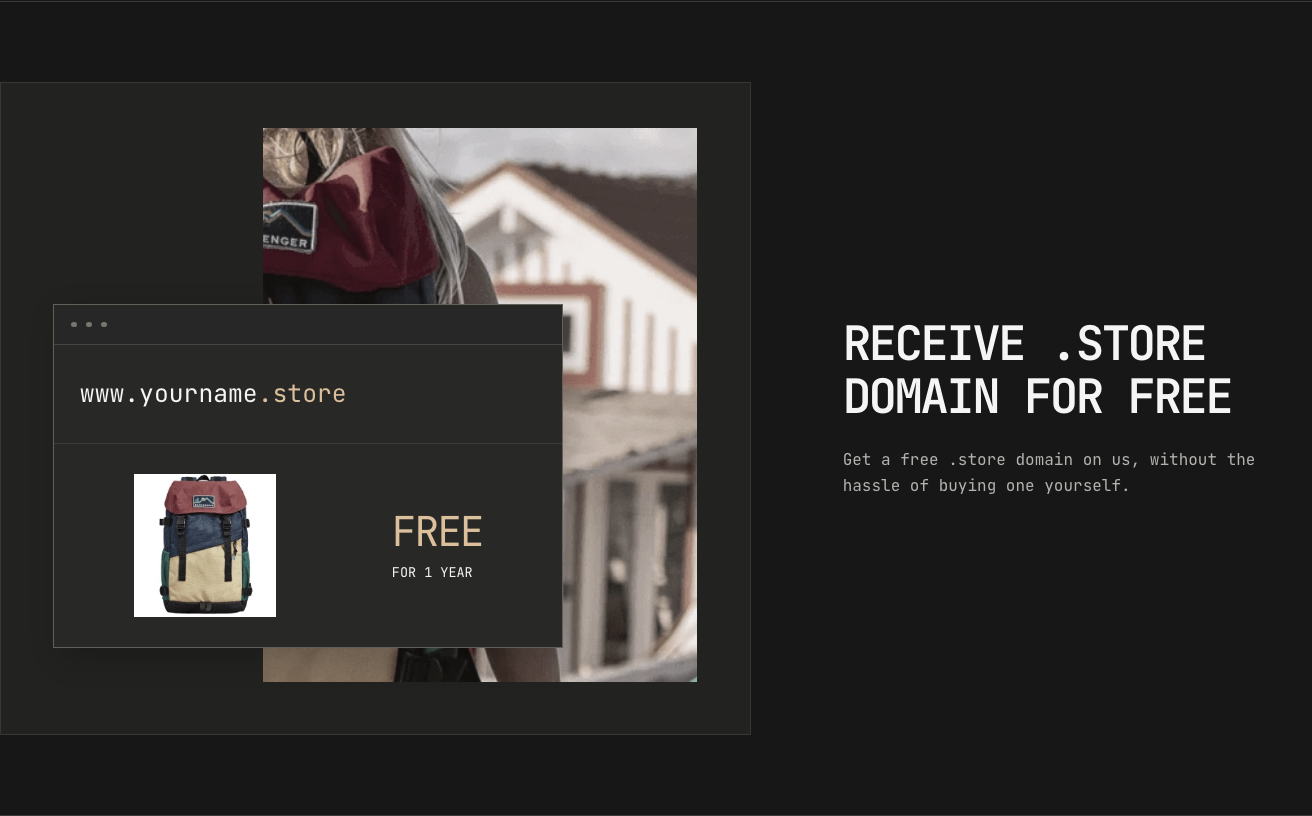 ENGER
www.yourname.store
FREE
FOR 1 YEAR
RECEIVE .STORE
DOMAIN FOR FREE
Get a free .store domain on us, without the
hassle of buying one yourself.